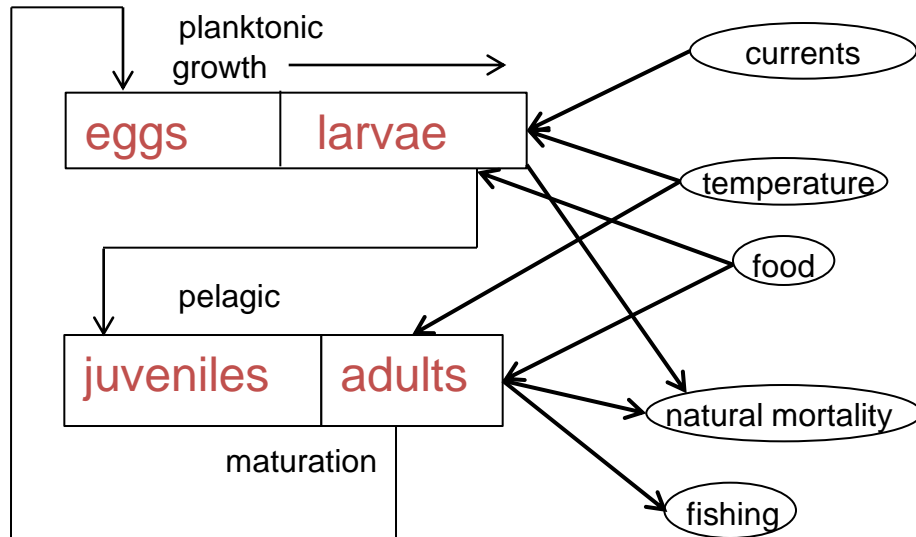 planktonic
growth
currents
eggs
larvae
temperature
food
pelagic
juveniles
adults
natural mortality
maturation
fishing